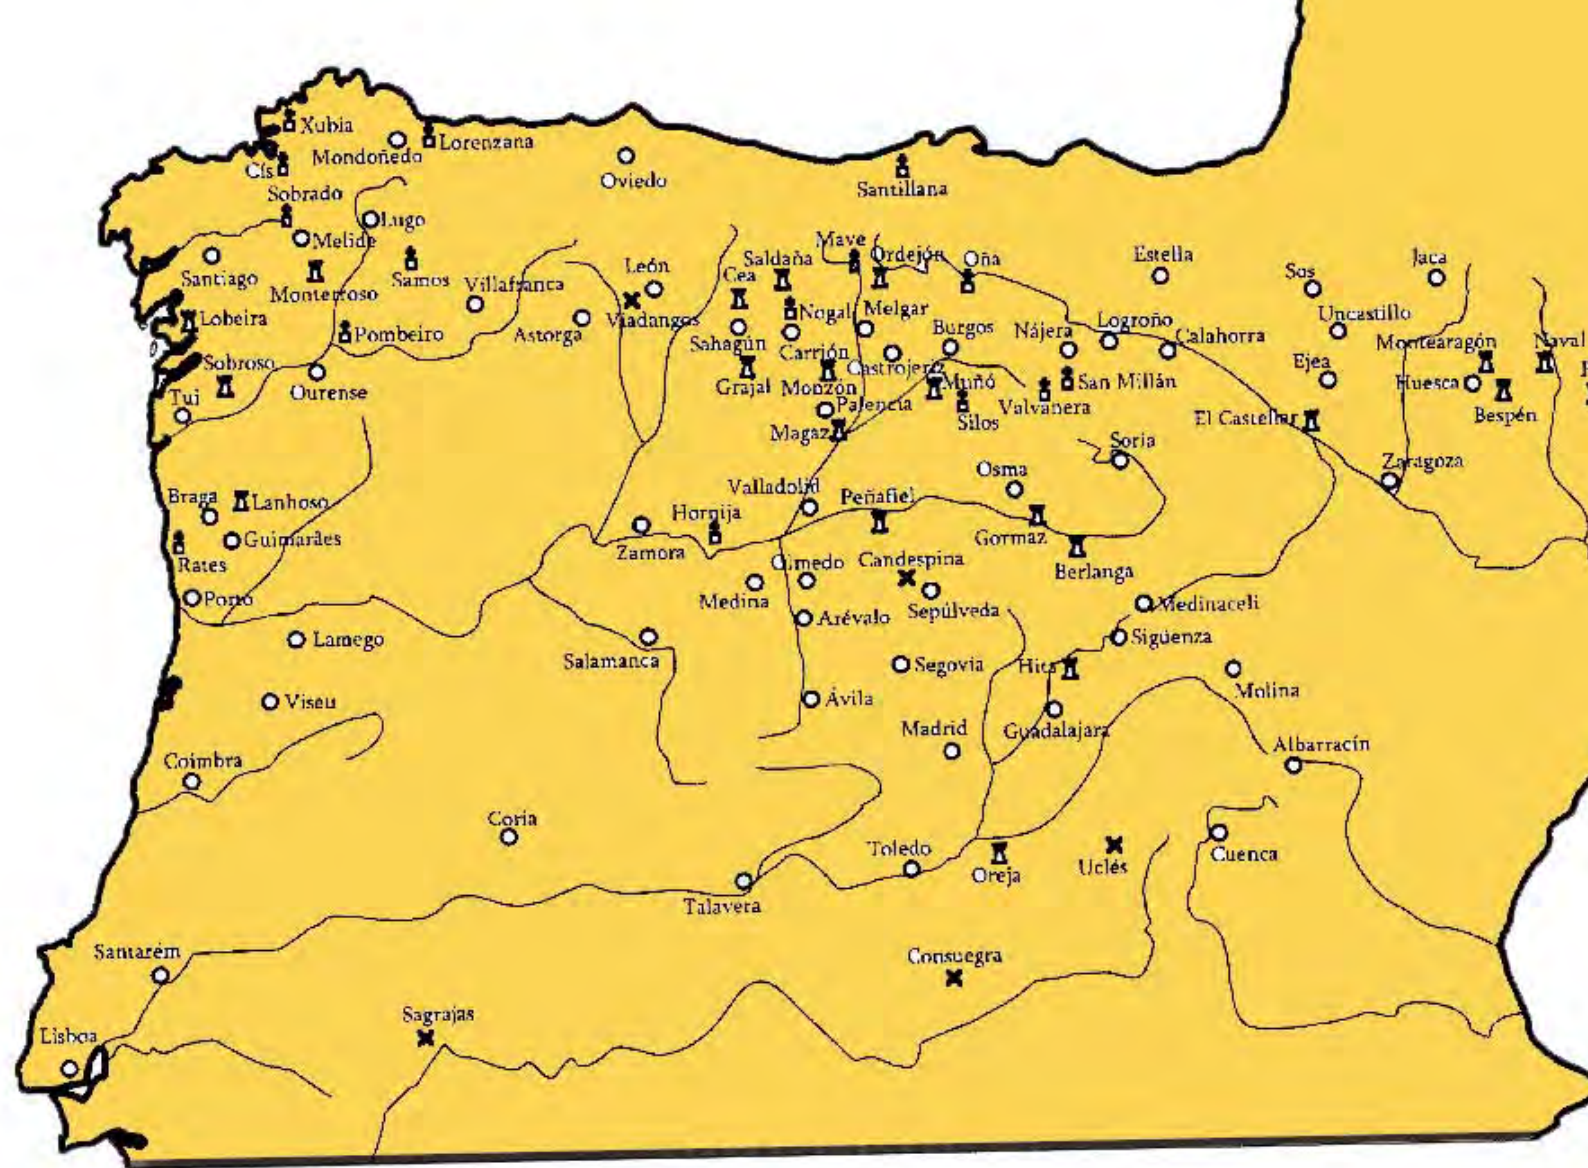 Xubia
Lorenzana
Mondoñedo
Cís
Oviedo
Santillana
Sobrado
Lugo
Melide
Santiago
Monterroso
Samos
Villafranca
León
Cea
Saldaña
Mave
Ordejón
Oña
Estella
Sos
Jaca
Lobeira
Pombeiro
Astorga
Viadangos
Nogal
Melgar
Burgos
Nájera
Logroño
Calahorra
Uncastillo
Sahagún
Carrión
Montearagón
Naval
Sobroso
Ourense
Grajal
Monzón
Castrojeriz
Muñó
San Millán
Ejea
Huesca
Tui
Palencia
Silos
Valvanera
Bespén
Magaz
El Castellar
Soria
Zaragoza
Osma
Valladolid
Peñafiel
Braga
Lanhoso
Hornija
Guimarães
Zamora
Gormaz
Rates
Olmedo
Candespina
Berlanga
Porto
Medina
Sepúlveda
Medinaceli
Arévalo
Lamego
Salamanca
Segovia
Hita
Sigüenza
Molina
Viseu
Ávila
Madrid
Guadalajara
Albarracín
Coimbra
Coria
Toledo
Oreja
Uclés
Cuenca
Talavera
Santarém
Consuegra
Sagrajas
Lisboa